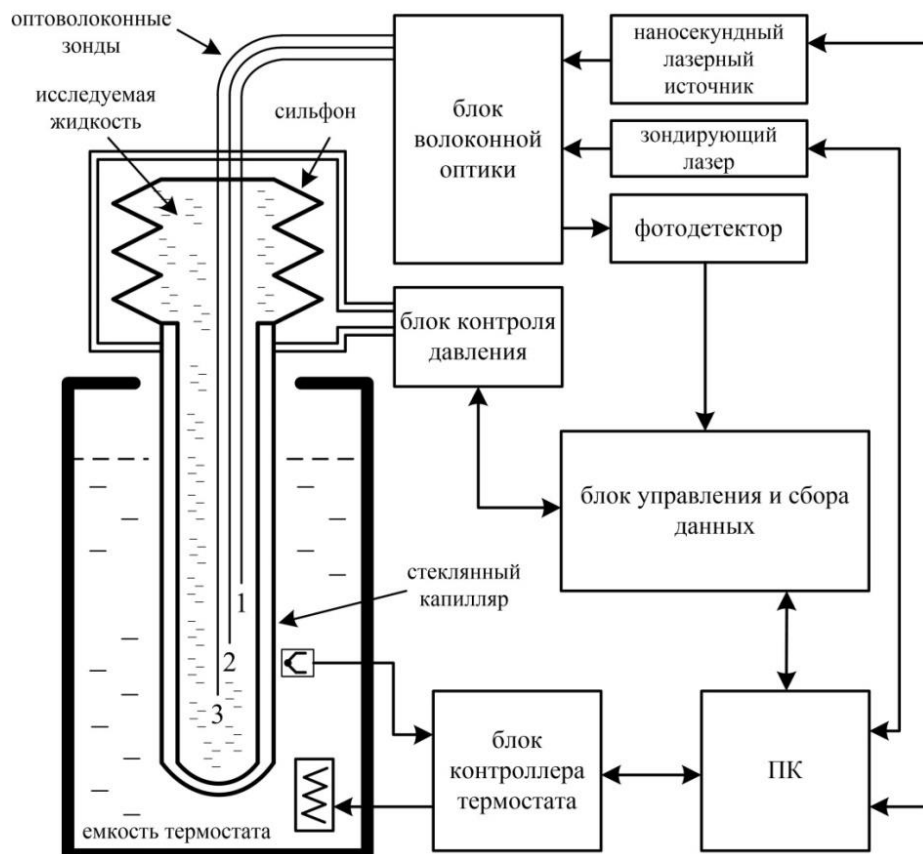 оптоволоконные
зонды
исследуемая
жидкость
сильфон
блок
волоконной
оптики
наносекундный
лазерный
источник
зондирующий
лазер
фотодетектор
блок контроля
давления
блок управления и сбора
данных
стеклянный
капилляр
1
2
3
блок
контроллера
термостата
ПК
емкость термостата